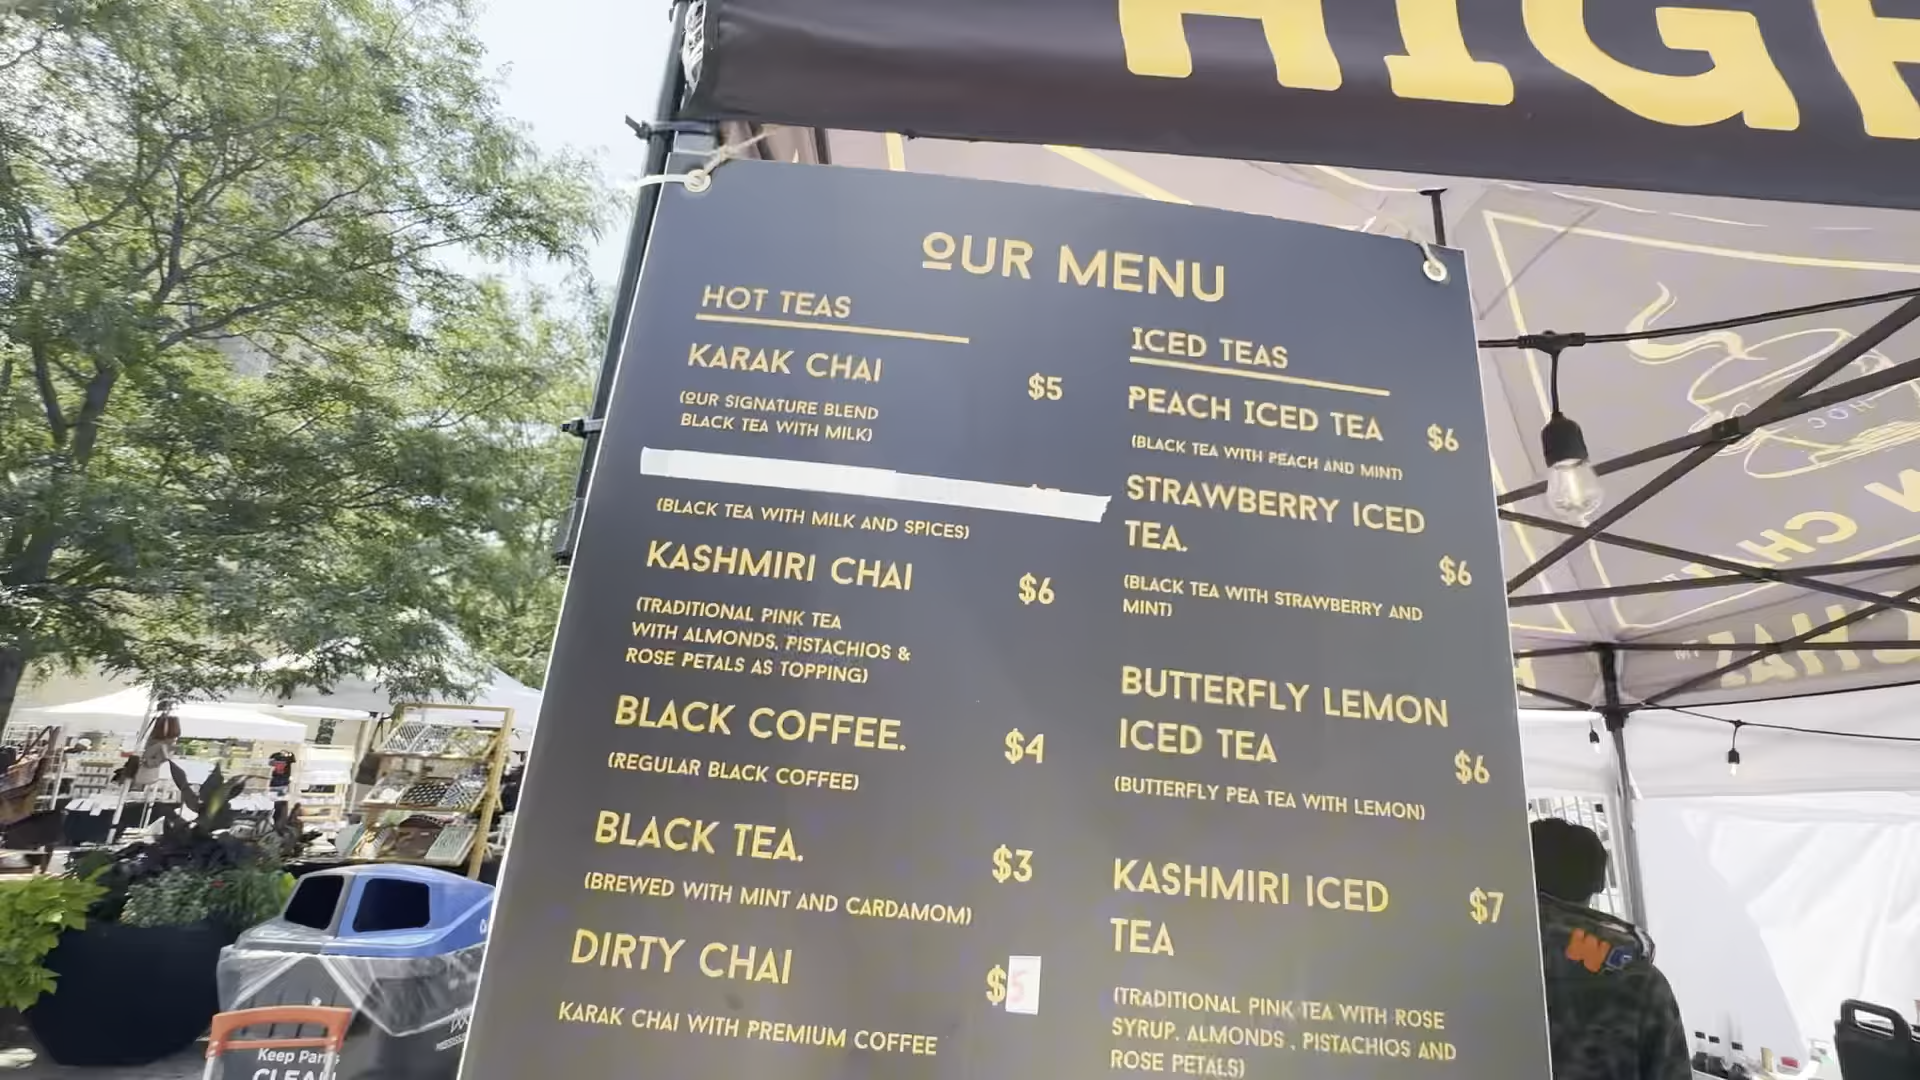 HIGH
OUR MENU
HOT TEAS
KARAK CHAI
$5
(OUR SIGNATURE BLEND
BLACK TEA WITH MILK)
(BLACK TEA WITH MILK AND SPICES)
KASHMIRI CHAI
$6
(TRADITIONAL PINK TEA
WITH ALMONDS, PISTACHIOS &
ROSE PETALS AS TOPPING)
BLACK COFFEE.
$4
(REGULAR BLACK COFFEE)
BLACK TEA.
$3
(BREWED WITH MINT AND CARDAMOM)
DIRTY CHAI
$5
KARAK CHAI WITH PREMIUM COFFEE
ICED TEAS
PEACH ICED TEA
$6
(BLACK TEA WITH PEACH AND MINT)
STRAWBERRY ICED
TEA.
$6
(BLACK TEA WITH STRAWBERRY AND
MINT)
BUTTERFLY LEMON
ICED TEA
$6
(BUTTERFLY PEA TEA WITH LEMON)
KASHMIRI ICED
TEA
$7
(TRADITIONAL PINK TEA WITH ROSE
SYRUP, ALMONDS , PISTACHIOS AND
ROSE PETALS)
Keep Parks
CLEAN